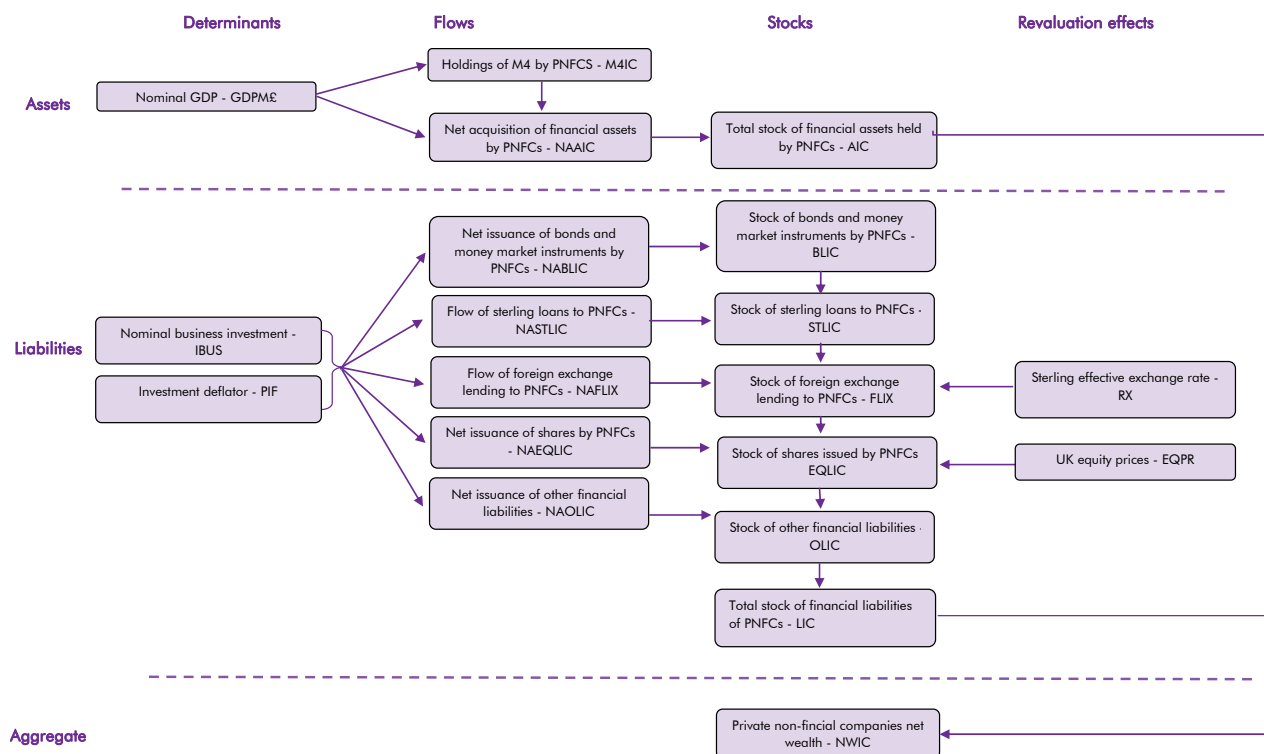 Determinants
Flows
Stocks
Revaluation effects
Assets
Nominal GDP - GDPM£
Holdings of M4 by PNFCS - M4IC
Net acquisition of financial assets
by PNFCs - NAAIC
Total stock of financial assets held
by PNFCs - AIC
Liabilities
Nominal business investment -
IBUS
Investment deflator - PIF
Net issuance of bonds and
money market instruments by
PNFCs - NABLIC
Flow of sterling loans to PNFCs -
NASTLIC
Flow of foreign exchange
lending to PNFCs - NAFLIX
Net issuance of shares by PNFCs
- NAEQLIC
Net issuance of other financial
liabilities - NAOLIC
Stock of bonds and money
market instruments by PNFCs -
BLIC
Stock of sterling loans to PNFCs -
STLIC
Stock of foreign exchange
lending to PNFCs - FLIX
Stock of shares issued by PNFCs
EQLIC
Stock of other financial liabilities -
OLIC
Total stock of financial liabilities
of PNFCs - LIC
Sterling effective exchange rate -
RX
UK equity prices - EQPR
Aggregate
Private non-fincial companies net
wealth - NWIC